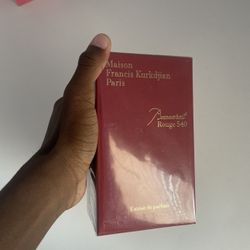 Maison
Francis Kurkdjian
Paris
Baccarat
Rouge 540
Extrait de parfum